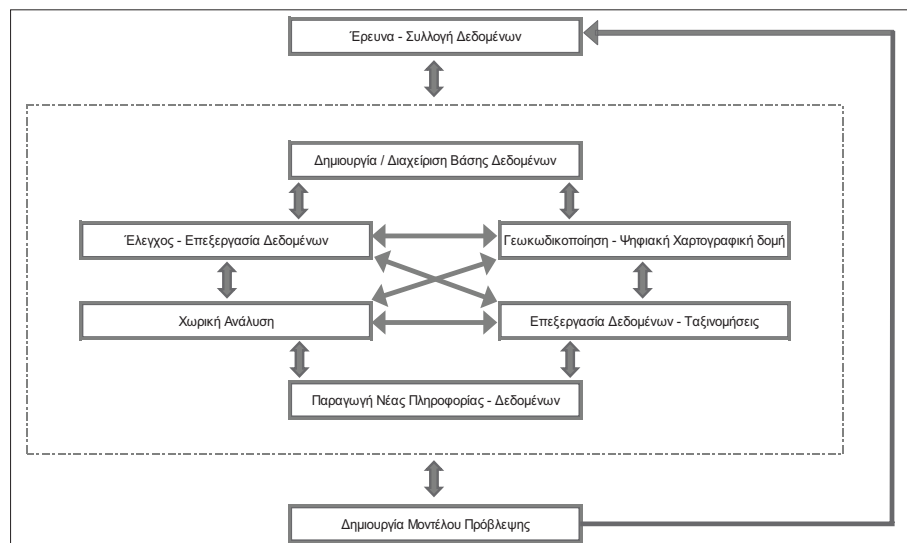 Έρευνα - Συλλογή Δεδομένων
Δημιουργία / Διαχείριση Βάσης Δεδομένων
Έλεγχος - Επεξεργασία Δεδομένων
Γεωκωδικοποίηση - Ψηφιακή Χαρτογραφική δομή
Χωρική Ανάλυση
Επεξεργασία Δεδομένων - Ταξινομήσεις
Παραγωγή Νέας Πληροφορίας - Δεδομένων
Δημιουργία Μοντέλου Πρόβλεψης